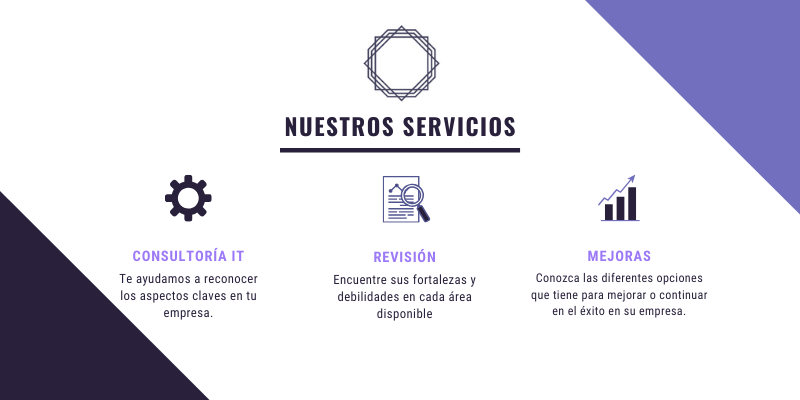 NUESTROS SERVICIOS
CONSULTORÍA IT
Te ayudamos a reconocer
los aspectos claves en tu
empresa.
REVISIÓN
Encuentre sus fortalezas y
debilidades en cada área
disponible
MEJORAS
Conozca las diferentes opciones
que tiene para mejorar o continuar
en el éxito en su empresa.